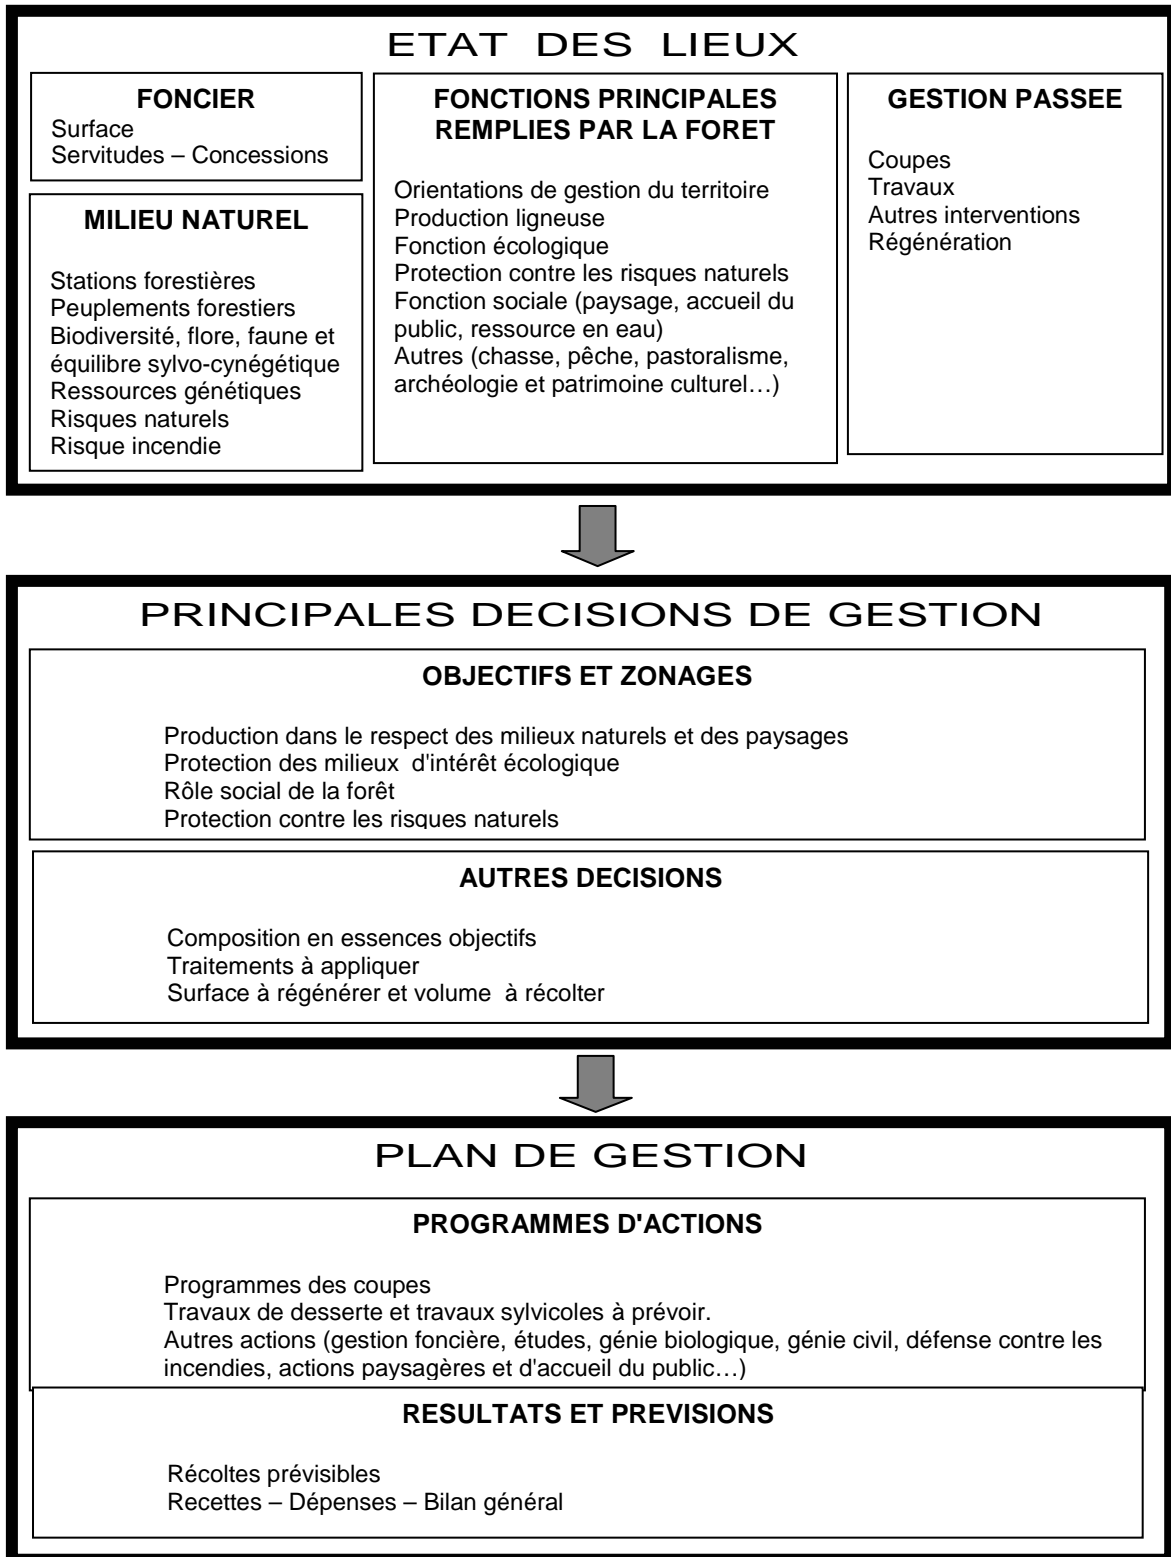 ETAT DES LIEUX
FONCIER
Surface
Servitudes – Concessions
MILIEU NATUREL
Stations forestières
Peuplements forestiers
Biodiversité, flore, faune et
équilibre sylvo-cynégétique
Ressources génétiques
Risques naturels
Risque incendie
FONCTIONS PRINCIPALES
REMPLIES PAR LA FORET
Orientations de gestion du territoire
Production ligneuse
Fonction écologique
Protection contre les risques naturels
Fonction sociale (paysage, accueil du
public, ressource en eau)
Autres (chasse, pêche, pastoralisme,
archéologie et patrimoine culturel…)
GESTION PASSEE
Coupes
Travaux
Autres interventions
Régénération
PRINCIPALES DECISIONS DE GESTION
OBJECTIFS ET ZONAGES
Production dans le respect des milieux naturels et des paysages
Protection des milieux d'intérêt écologique
Rôle social de la forêt
Protection contre les risques naturels
AUTRES DECISIONS
Composition en essences objectifs
Traitements à appliquer
Surface à régénérer et volume à récolter
PLAN DE GESTION
PROGRAMMES D'ACTIONS
Programmes des coupes
Travaux de desserte et travaux sylvicoles à prévoir.
Autres actions (gestion foncière, études, génie biologique, génie civil, défense contre les
incendies, actions paysagères et d'accueil du public…)
RESULTATS ET PREVISIONS
Récoltes prévisibles
Recettes – Dépenses – Bilan général